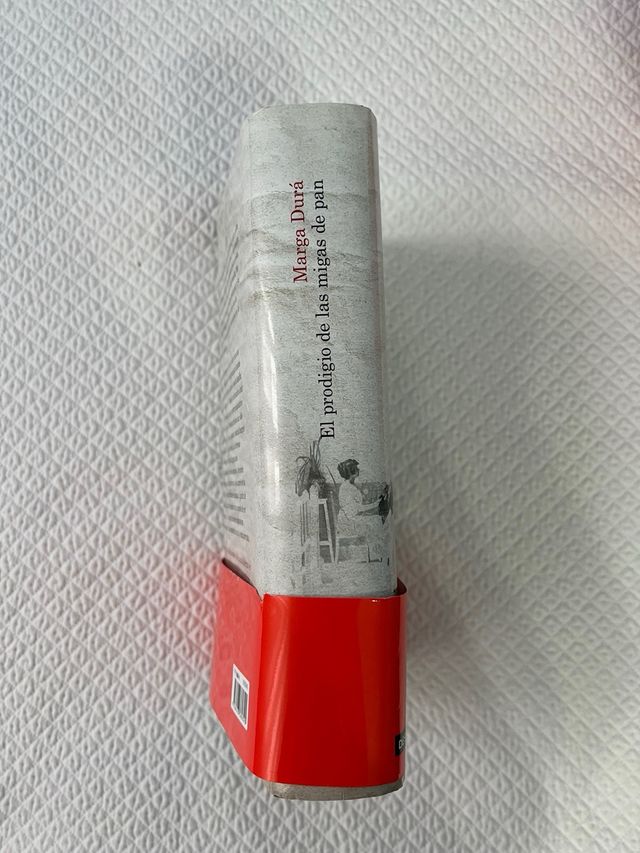 Marga Durá
El prodigio de las migas de pan